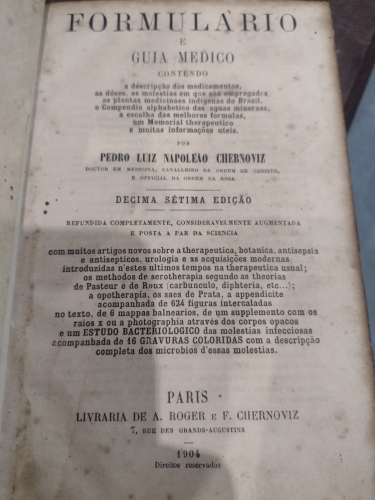 FORMULARIO
E
GUIA MEDICO
CONTENDO
a descripção dos medicamentos,
as dóses, as molestias em que são empregados,
as plantas medicinaes indigenas do Brazil,
o Compendio alphabetico das aguas mineraes,
a escolha das melhores formulas,
um Memorial therapeutico
e muitas informações uteis.
POR
PEDRO LUIZ NAPOLEÃO CHERNOVIZ
DOUTOR EM MEDICINA, CAVALLEIRO DA ORDEM DE CHRISTO,
E OFFICIAL DA ORDEM DA ROSA
DECIMA SÉTIMA EDIÇÃO
REFUNDIDA COMPLETAMENTE, CONSIDERAVELMENTE AUGMENTADA
E POSTA A PAR DA SCIENCIA
com muitos artigos novos sobre a therapeutica, botanica, antisepsia
e antisepticos, urologia e as acquisições modernas
introduzidas n'estes ultimos tempos na therapeutica usual;
os methodos de serotherapia segundo as theorias
de Pasteur e de Roux (carbunculo, diphteria, etc...);
a opotherapia, os saes de Prata, a appendicite
acompanhada de 624 figuras intercaladas
no texto, de 6 mappas balnearios, de um supplemento com os
raios x ou a photographia através dos corpos opacos
e um ESTUDO BACTERIOLOGICO das molestias infecciosas
acompanhada de 16 GRAVURAS COLORIDAS com a descripção
completa dos microbios d'essas molestias.
PARIS
LIVRARIA DE A. ROGER E F. CHERNOVIZ
7, RUE DES GRANDS-AUGUSTINS
1904
Direitos reservados